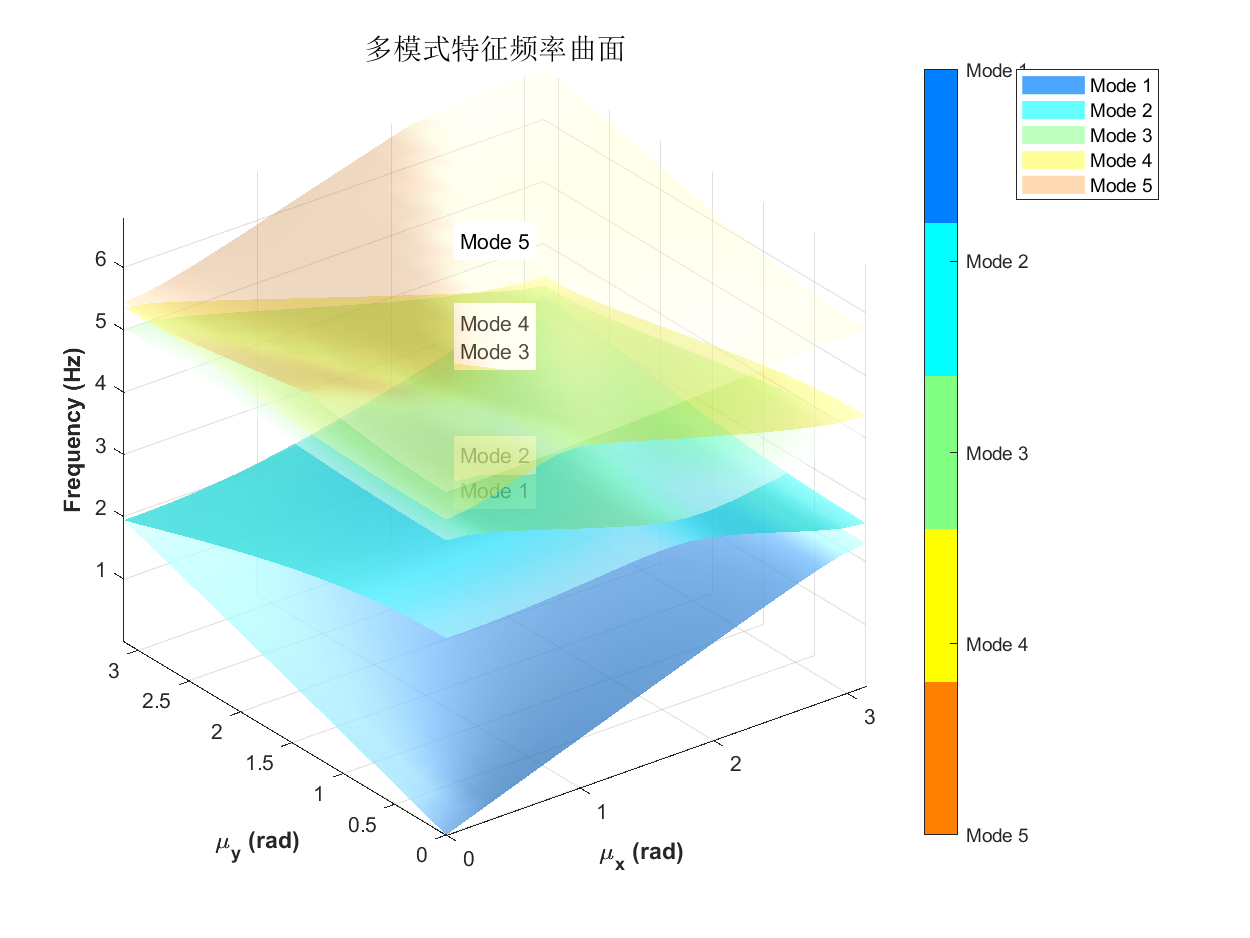 多模式特征频率曲面
Mode 5
Mode 4
Mode 3
Mode 2
Mode 1
6
5
4
3
2
1
Frequency (Hz)
3
2.5
2
1.5
1
0.5
0
μy (rad)
0
1
2
3
μx (rad)
Mode 1
Mode 2
Mode 3
Mode 4
Mode 5
Mode 1
Mode 2
Mode 3
Mode 4
Mode 5